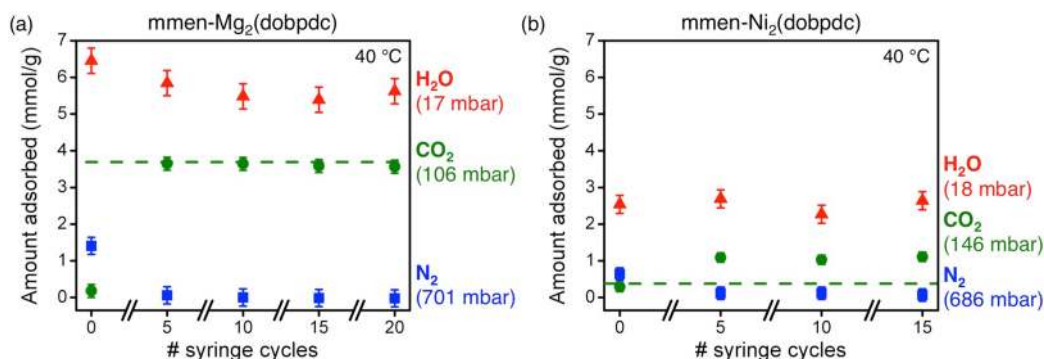 (a) mmen-Mg₂(dobpdc)
40 °C
Amount adsorbed (mmol/g)
7
6
5
4
3
2
1
0
0 5 10 15 20
# syringe cycles
H₂O
(17 mbar)
CO₂
(106 mbar)
N₂
(701 mbar)
(b) mmen-Ni₂(dobpdc)
40 °C
Amount adsorbed (mmol/g)
7
6
5
4
3
2
1
0
0 5 10 15
# syringe cycles
H₂O
(18 mbar)
CO₂
(146 mbar)
N₂
(686 mbar)